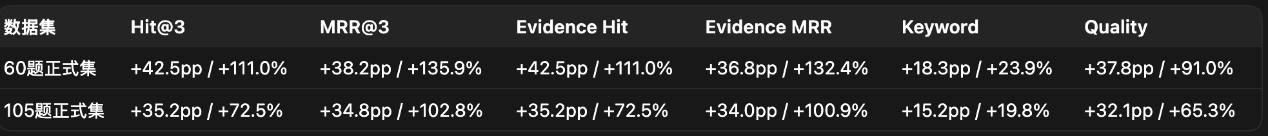 数据集 Hit@3 MRR@3 Evidence Hit Evidence MRR Keyword Quality
60题正式集 +42.5pp / +111.0% +38.2pp / +135.9% +42.5pp / +111.0% +36.8pp / +132.4% +18.3pp / +23.9% +37.8pp / +91.0%
105题正式集 +35.2pp / +72.5% +34.8pp / +102.8% +35.2pp / +72.5% +34.0pp / +100.9% +15.2pp / +19.8% +32.1pp / +65.3%